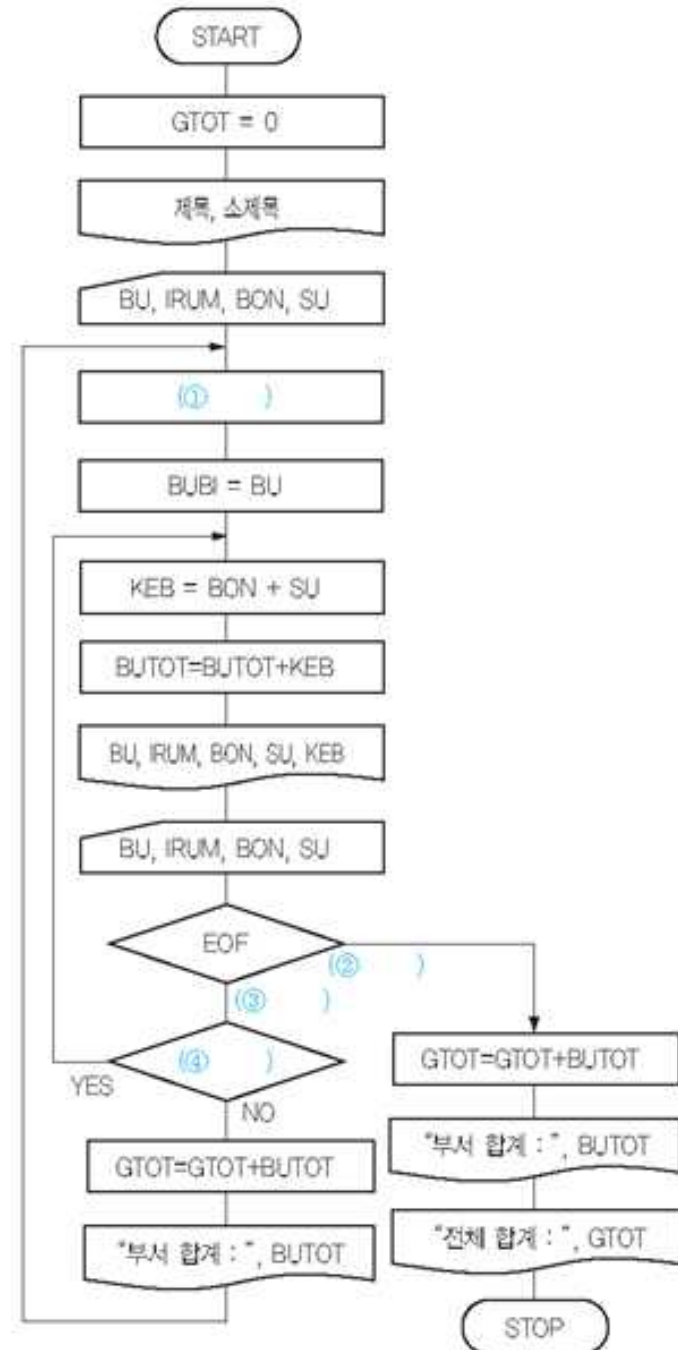 START
GTOT = 0
제목, 소제목
BU, IRUM, BON, SU
(① )
BUBI = BU
KEB = BON + SU
BUTOT=BUTOT+KEB
BU, IRUM, BON, SU, KEB
BU, IRUM, BON, SU
EOF
(② )
(③ )
(④ )
YES
NO
GTOT=GTOT+BUTOT
"부서 합계 : ", BUTOT
GTOT=GTOT+BUTOT
"부서 합계 : ", BUTOT
"전체 합계 : ", GTOT
STOP